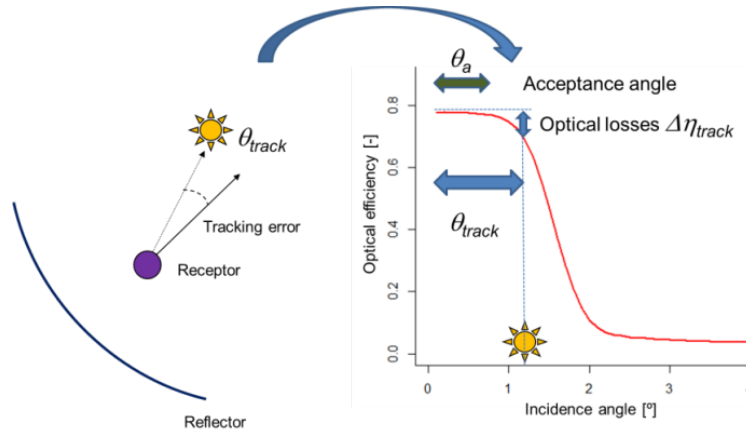 θtrack
Tracking error
Receptor
Reflector
θa
Acceptance angle
Optical losses Δηtrack
θtrack
Optical efficiency [-]
0.8
0.6
0.4
0.2
0.0
0 1 2 3 4
Incidence angle [º]